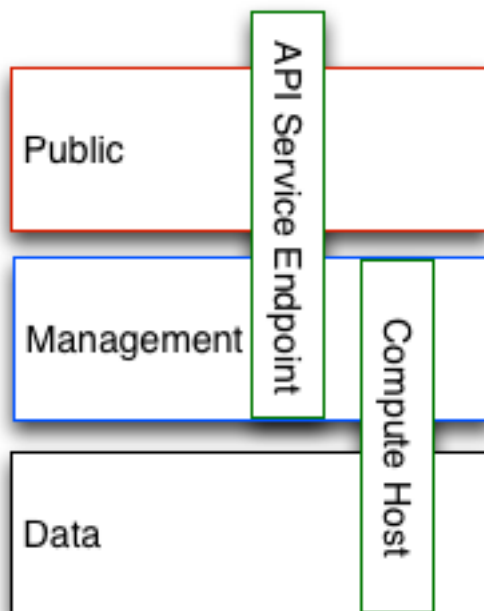 API Service Endpoint
Public
Management
Compute Host
Data